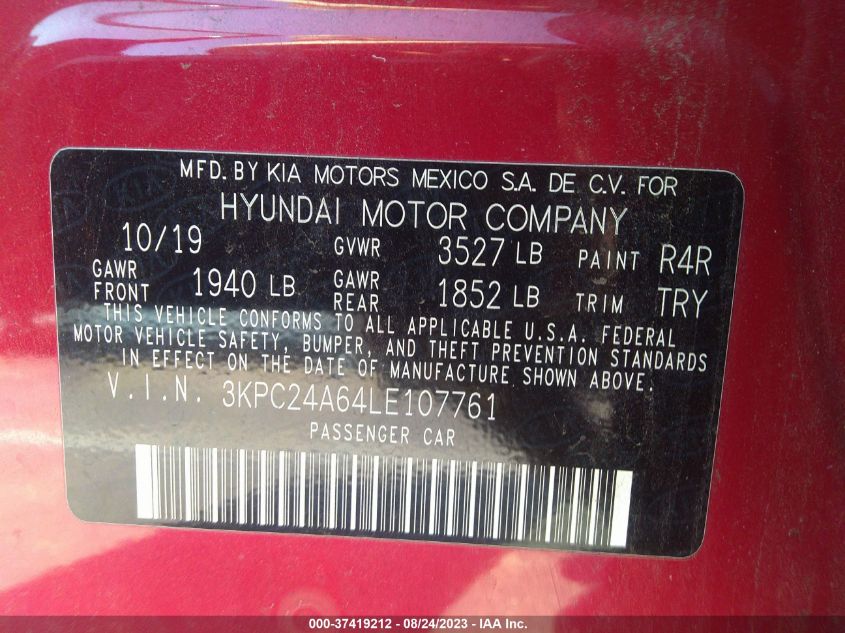 MFD. BY KIA MOTORS MEXICO S.A. DE C.V. FOR
HYUNDAI MOTOR COMPANY
10/19 GVWR 3527 LB PAINT R4R
GAWR FRONT 1940 LB GAWR REAR 1852 LB TRIM TRY
THIS VEHICLE CONFORMS TO ALL APPLICABLE U.S.A. FEDERAL
MOTOR VEHICLE SAFETY, BUMPER, AND THEFT PREVENTION STANDARDS
IN EFFECT ON THE DATE OF MANUFACTURE SHOWN ABOVE.
V.I.N. 3KPC24A64LE107761
PASSENGER CAR
000-37419212 - 08/24/2023 - IAA Inc.